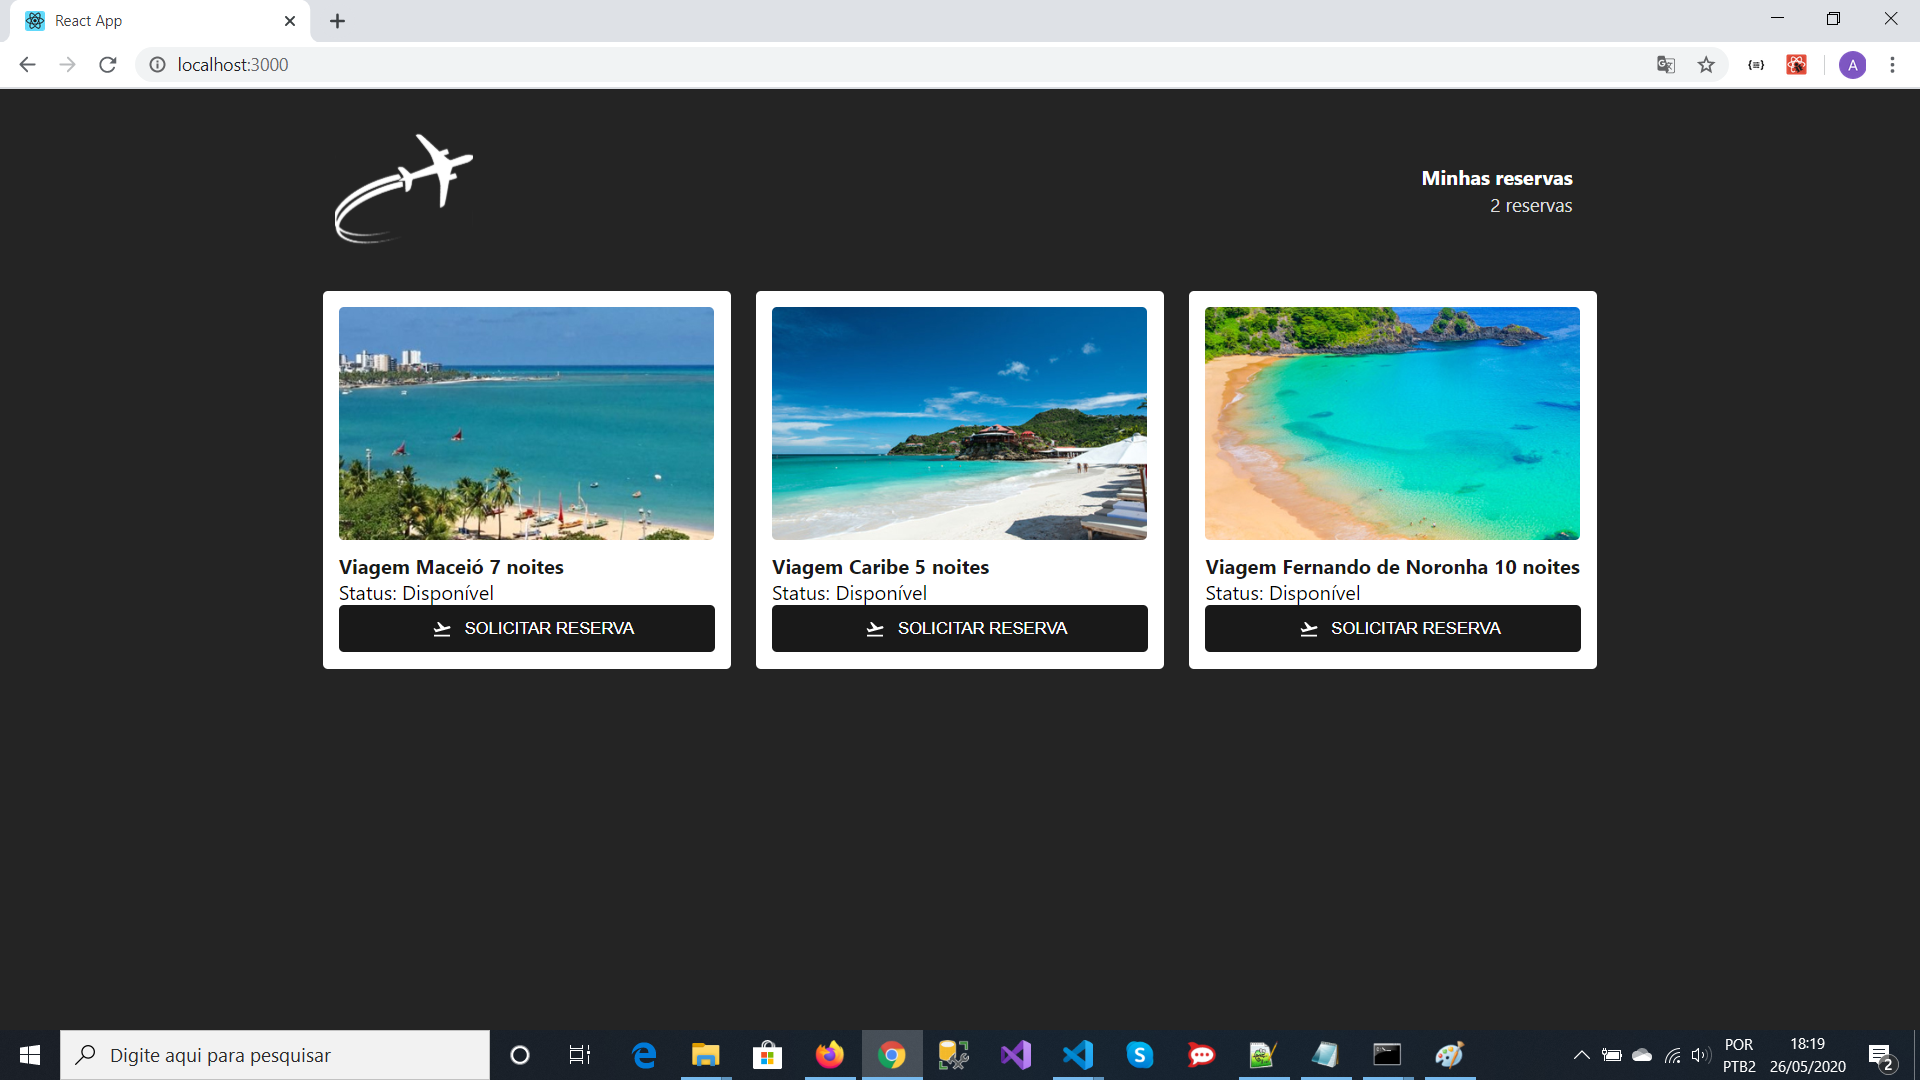 React App
localhost:3000
A
Minhas reservas
2 reservas
Viagem Maceió 7 noites
Status: Disponível
SOLICITAR RESERVA
Viagem Caribe 5 noites
Status: Disponível
SOLICITAR RESERVA
Viagem Fernando de Noronha 10 noites
Status: Disponível
SOLICITAR RESERVA
Digite aqui para pesquisar
POR
PTB2
18:19
26/05/2020
2